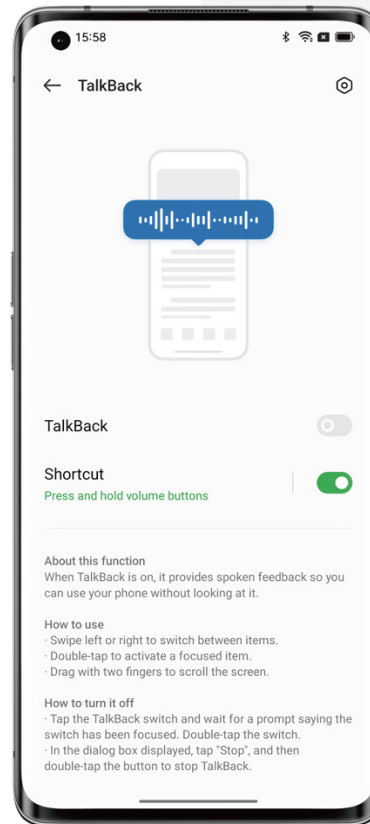 15:58
TalkBack
TalkBack
Shortcut
Press and hold volume buttons
About this function
When TalkBack is on, it provides spoken feedback so you
can use your phone without looking at it.
How to use
· Swipe left or right to switch between items.
· Double-tap to activate a focused item.
· Drag with two fingers to scroll the screen.
How to turn it off
· Tap the TalkBack switch and wait for a prompt saying the
switch has been focused. Double-tap the switch.
· In the dialog box displayed, tap "Stop", and then
double-tap the button to stop TalkBack.